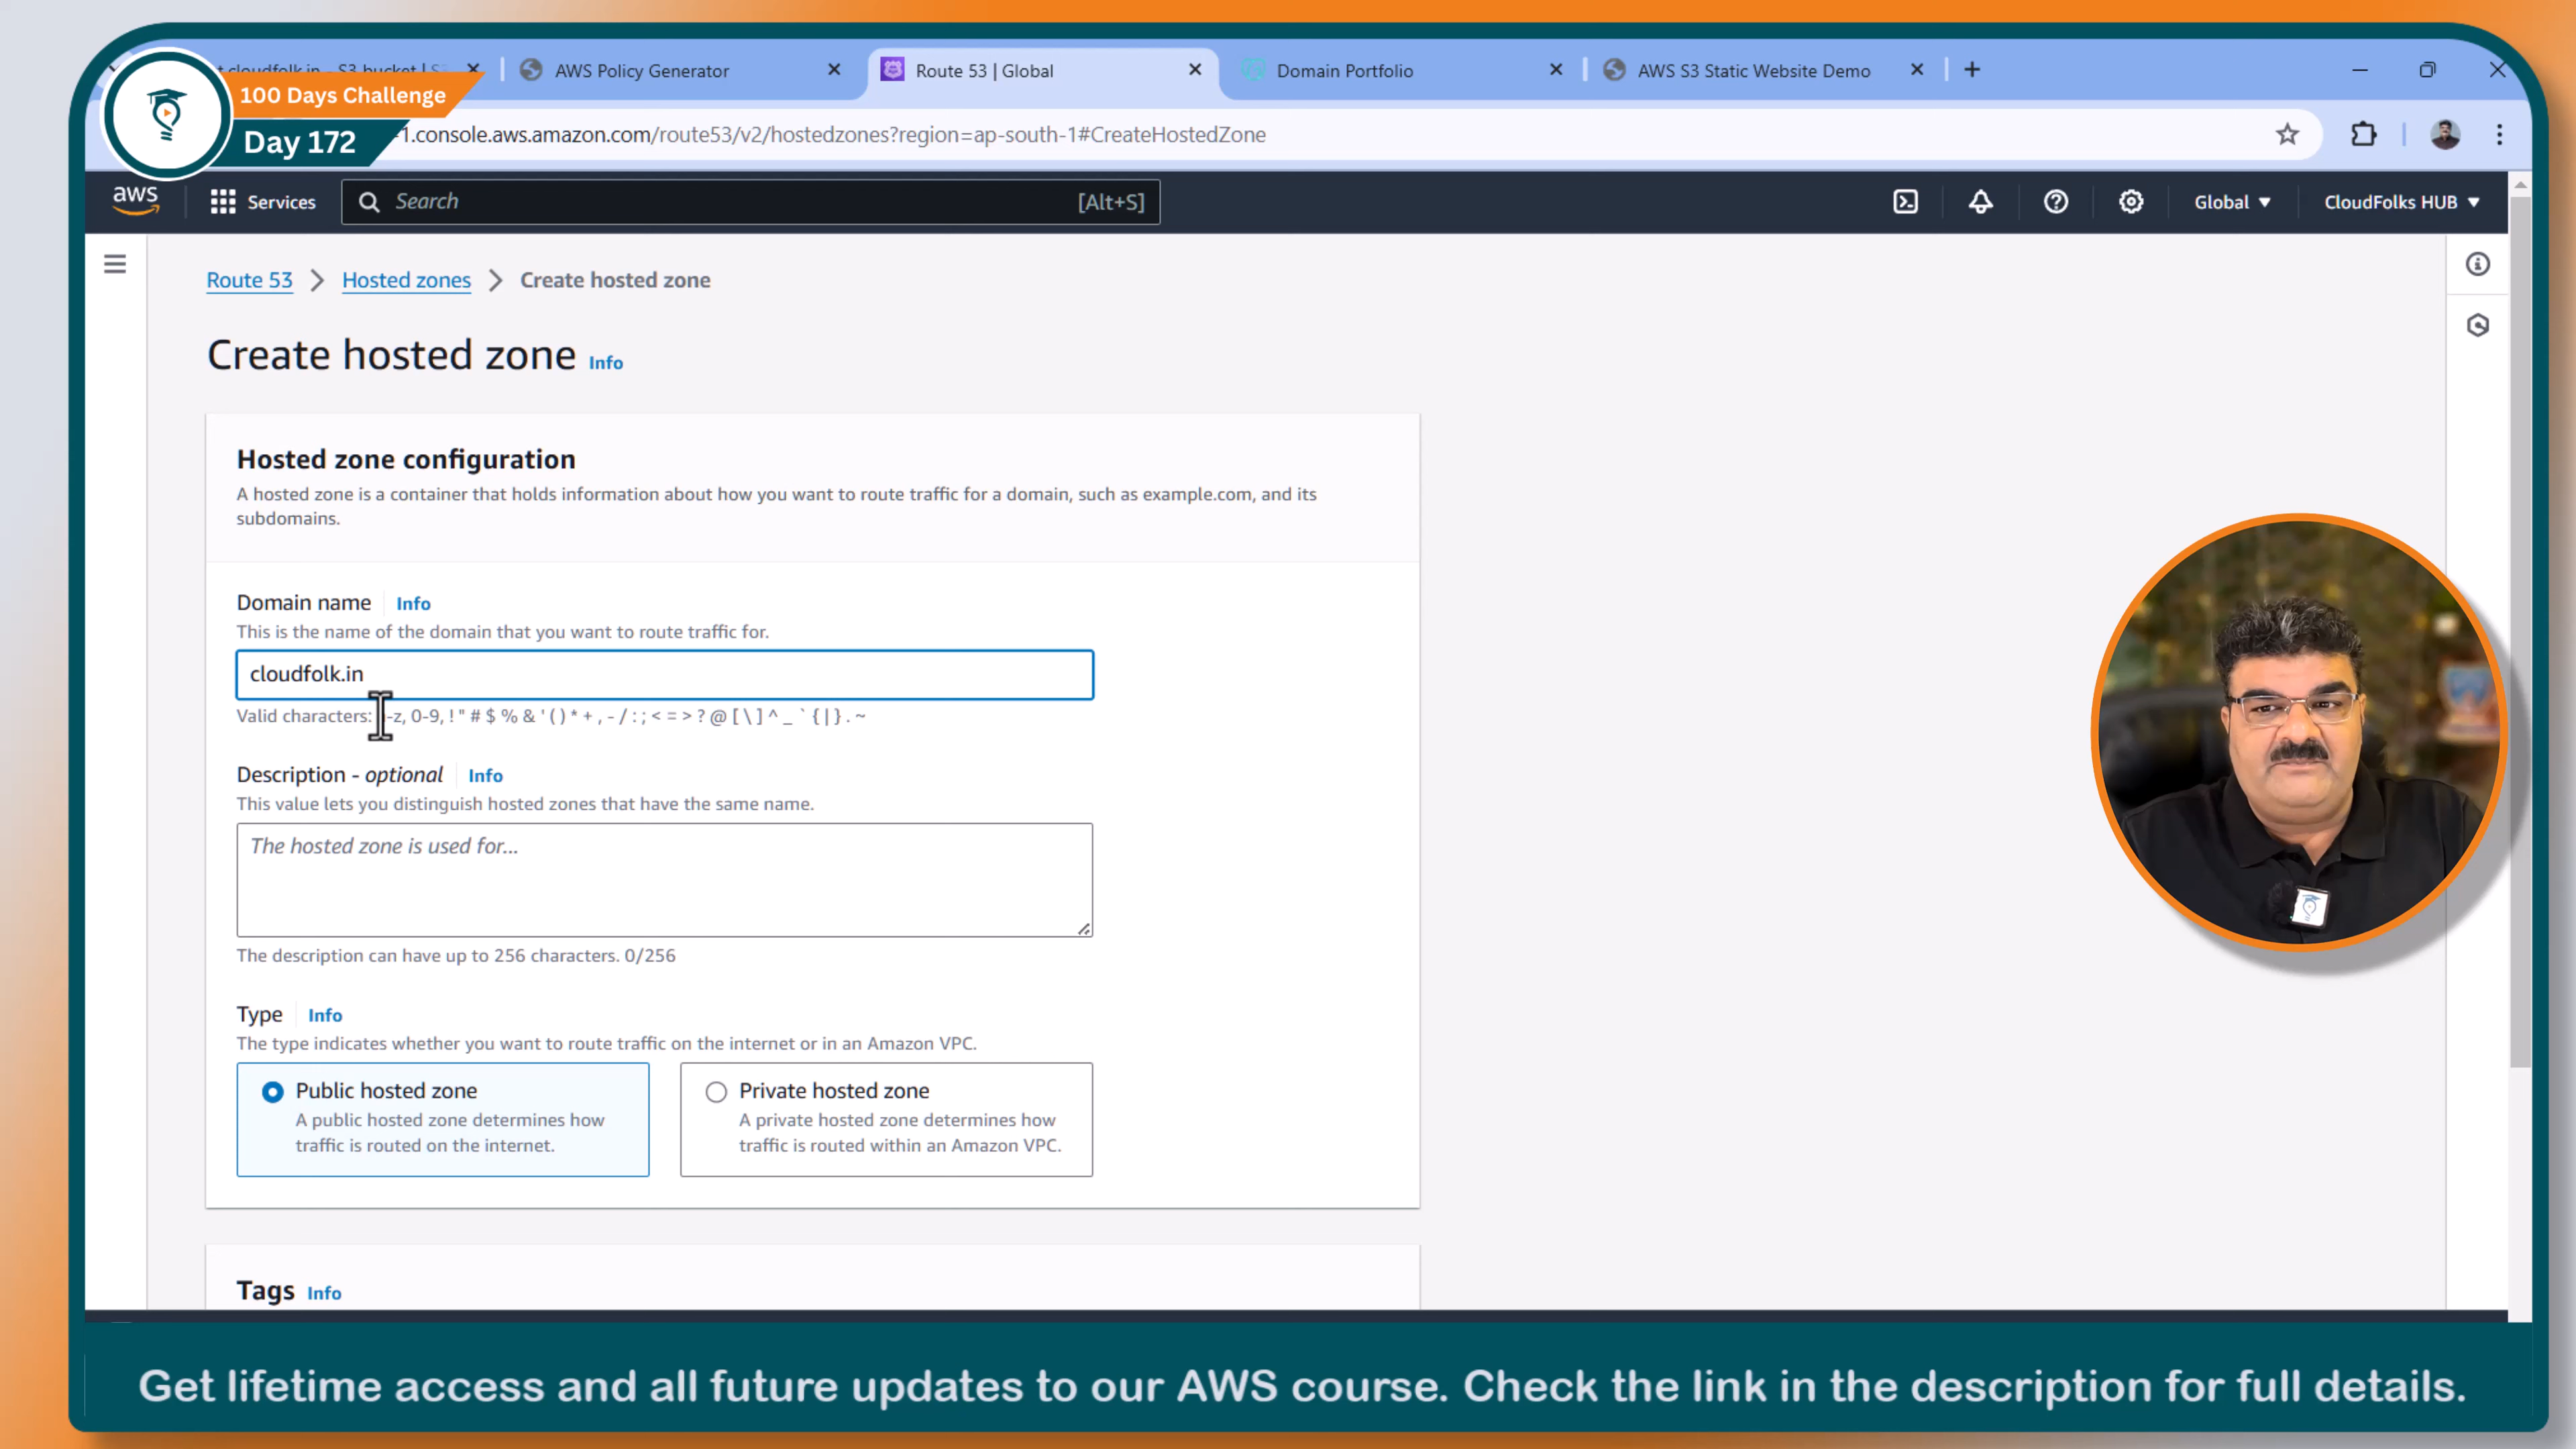 cloudfolk.in - S3 bucket | S3
AWS Policy Generator
Route 53 | Global
Domain Portfolio
AWS S3 Static Website Demo
100 Days Challenge
Day 172
-1.console.aws.amazon.com/route53/v2/hostedzones?region=ap-south-1#CreateHostedZone
aws
Services
Search
[Alt+S]
Global
CloudFolks HUB
Route 53 > Hosted zones > Create hosted zone
Create hosted zone Info
Hosted zone configuration
A hosted zone is a container that holds information about how you want to route traffic for a domain, such as example.com, and its
subdomains.
Domain name Info
This is the name of the domain that you want to route traffic for.
cloudfolk.in
Valid characters: -z, 0-9, ! " # $ % & ' ( ) * + , - / : ; < = > ? @ [ \ ] ^ _ ` { | } . ~
Description - optional Info
This value lets you distinguish hosted zones that have the same name.
The hosted zone is used for...
The description can have up to 256 characters. 0/256
Type Info
The type indicates whether you want to route traffic on the internet or in an Amazon VPC.
Public hosted zone
A public hosted zone determines how
traffic is routed on the internet.
Private hosted zone
A private hosted zone determines how
traffic is routed within an Amazon VPC.
Tags Info
Get lifetime access and all future updates to our AWS course. Check the link in the description for full details.